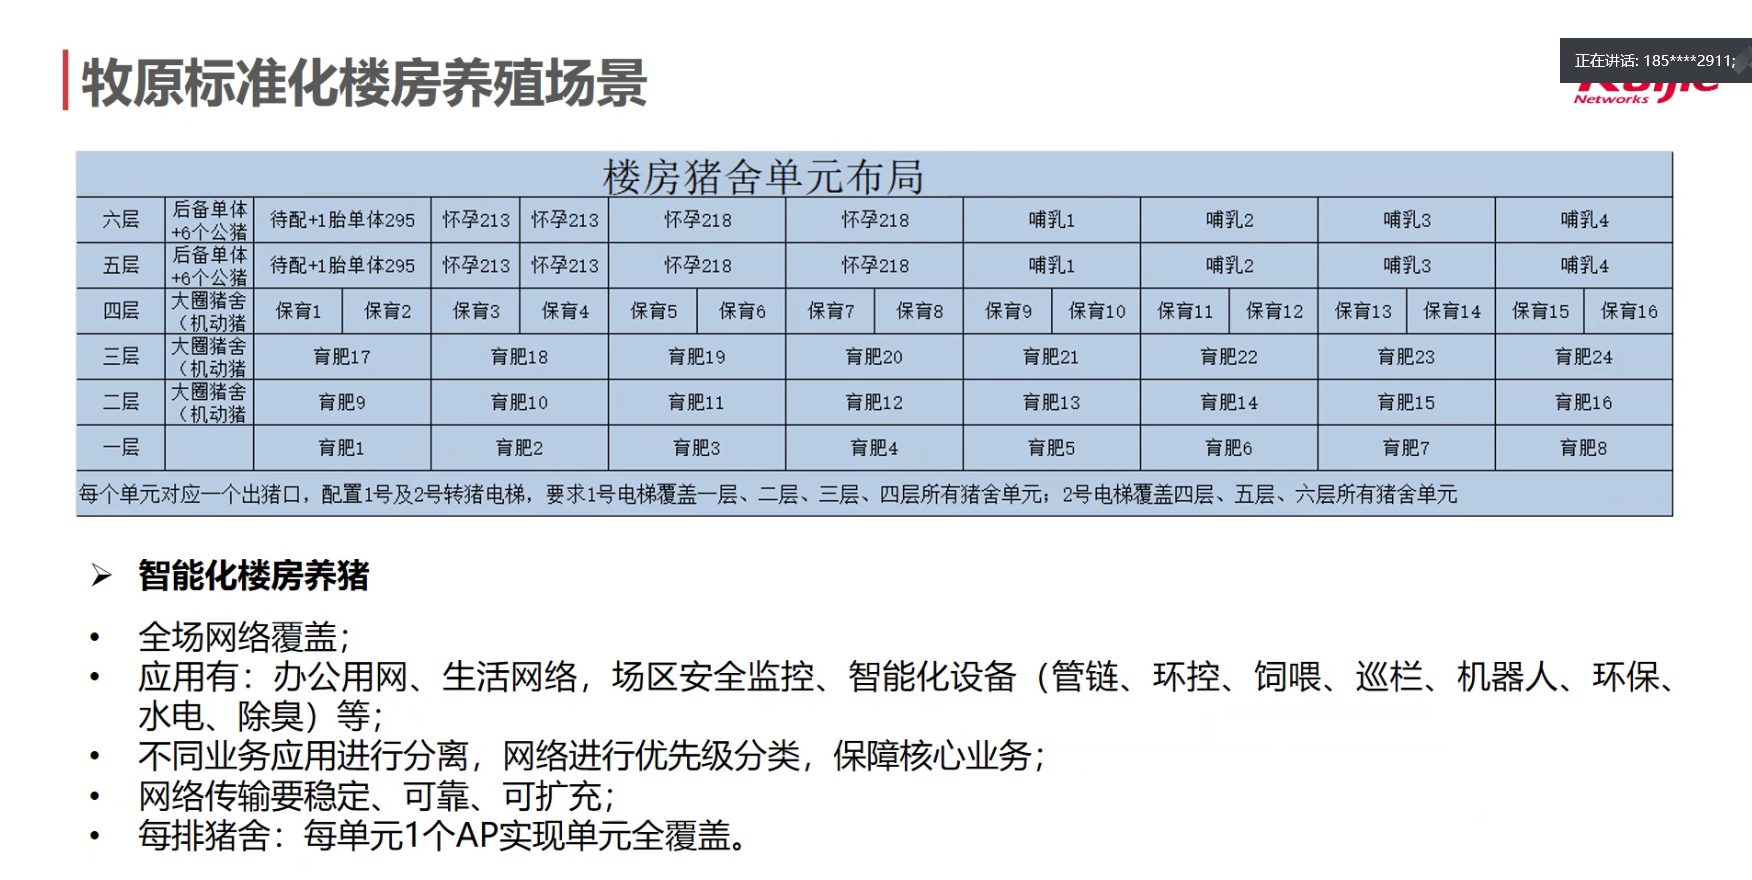 牧原标准化楼房养殖场景
正在讲话: 185****2911;
Networks
楼房猪舍单元布局
六层 后备单体+6个公猪 待配+1胎单体295 怀孕213 怀孕213 怀孕218 怀孕218 哺乳1 哺乳2 哺乳3 哺乳4
五层 后备单体+6个公猪 待配+1胎单体295 怀孕213 怀孕213 怀孕218 怀孕218 哺乳1 哺乳2 哺乳3 哺乳4
四层 大圈猪舍（机动猪 保育1 保育2 保育3 保育4 保育5 保育6 保育7 保育8 保育9 保育10 保育11 保育12 保育13 保育14 保育15 保育16
三层 大圈猪舍（机动猪 育肥17 育肥18 育肥19 育肥20 育肥21 育肥22 育肥23 育肥24
二层 大圈猪舍（机动猪 育肥9 育肥10 育肥11 育肥12 育肥13 育肥14 育肥15 育肥16
一层 育肥1 育肥2 育肥3 育肥4 育肥5 育肥6 育肥7 育肥8
每个单元对应一个出猪口，配置1号及2号转猪电梯，要求1号电梯覆盖一层、二层、三层、四层所有猪舍单元；2号电梯覆盖四层、五层、六层所有猪舍单元
➢ 智能化楼房养猪
• 全场网络覆盖；
• 应用有：办公用网、生活网络，场区安全监控、智能化设备（管链、环控、饲喂、巡栏、机器人、环保、
水电、除臭）等；
• 不同业务应用进行分离，网络进行优先级分类，保障核心业务；
• 网络传输要稳定、可靠、可扩充；
• 每排猪舍：每单元1个AP实现单元全覆盖。